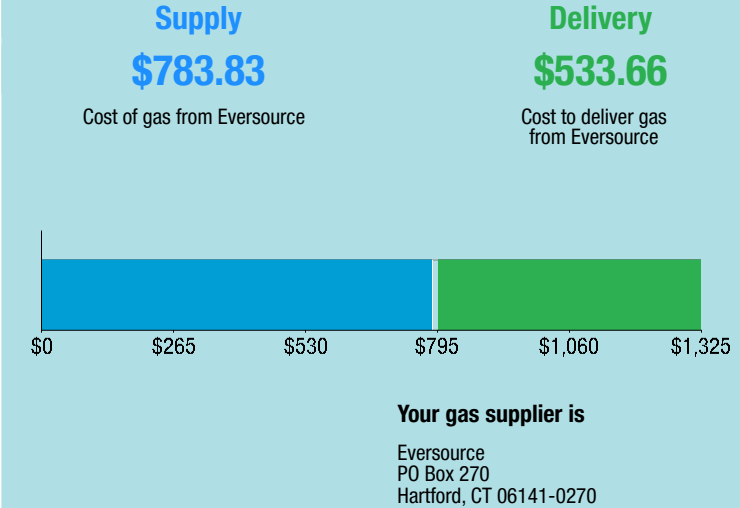 Supply
$783.83
Cost of gas from Eversource
Delivery
$533.66
Cost to deliver gas
from Eversource
$0 $265 $530 $795 $1,060 $1,325
Your gas supplier is
Eversource
PO Box 270
Hartford, CT 06141-0270